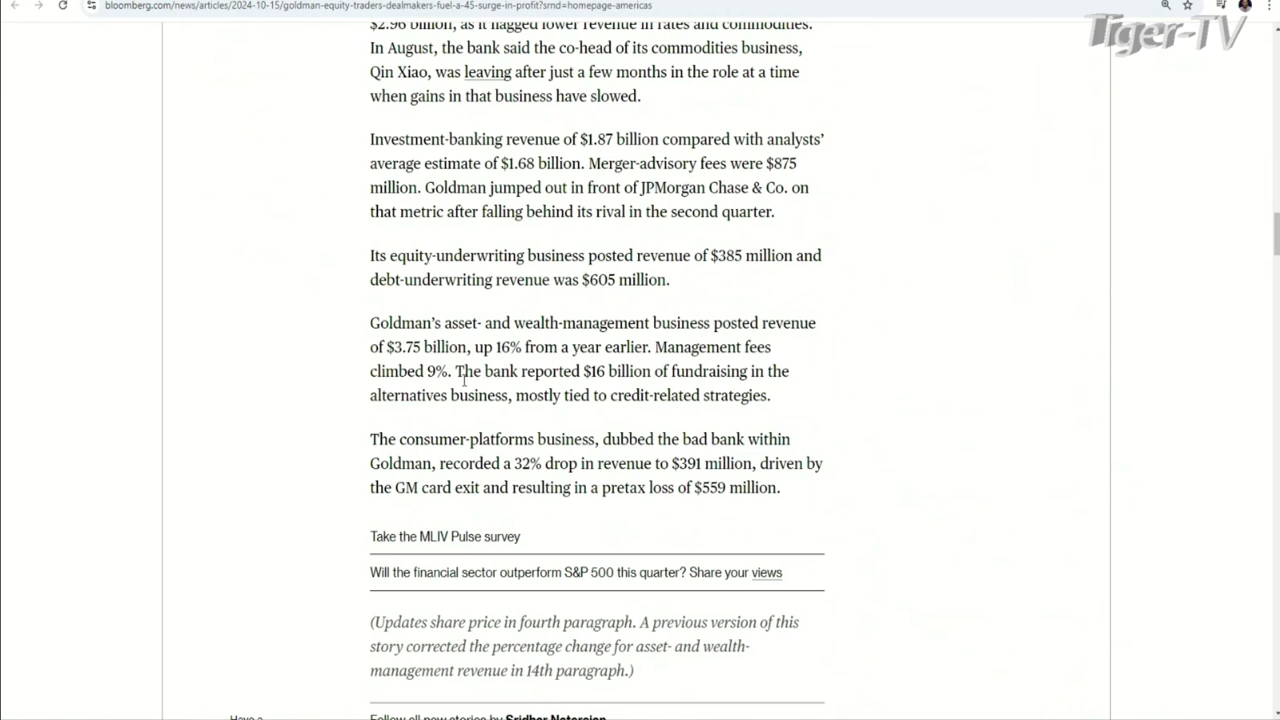 bloomberg.com/news/articles/2024-10-15/goldman-equity-traders-dealmakers-fuel-a-45-surge-in-profit?srnd=homepage-americas
Tiger-TV
$2.96 billion, as it flagged lower revenue in rates and commodities.
In August, the bank said the co-head of its commodities business,
Qin Xiao, was leaving after just a few months in the role at a time
when gains in that business have slowed.
Investment-banking revenue of $1.87 billion compared with analysts’
average estimate of $1.68 billion. Merger-advisory fees were $875
million. Goldman jumped out in front of JPMorgan Chase & Co. on
that metric after falling behind its rival in the second quarter.
Its equity-underwriting business posted revenue of $385 million and
debt-underwriting revenue was $605 million.
Goldman’s asset- and wealth-management business posted revenue
of $3.75 billion, up 16% from a year earlier. Management fees
climbed 9%. The bank reported $16 billion of fundraising in the
alternatives business, mostly tied to credit-related strategies.
The consumer-platforms business, dubbed the bad bank within
Goldman, recorded a 32% drop in revenue to $391 million, driven by
the GM card exit and resulting in a pretax loss of $559 million.
Take the MLIV Pulse survey
Will the financial sector outperform S&P 500 this quarter? Share your views
(Updates share price in fourth paragraph. A previous version of this
story corrected the percentage change for asset- and wealth-
management revenue in 14th paragraph.)
Have a
Follow all new stories by Sridhar Natarajan